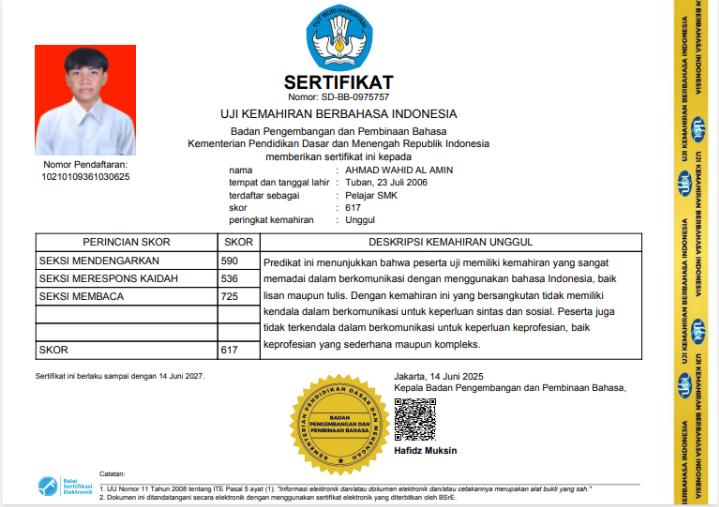 TUT WURI HANDAYANI
SERTIFIKAT
Nomor: SD-BB-0975757
UJI KEMAHIRAN BERBAHASA INDONESIA
Badan Pengembangan dan Pembinaan Bahasa
Kementerian Pendidikan Dasar dan Menengah Republik Indonesia
memberikan sertifikat ini kepada
Nomor Pendaftaran:
10210109361030625
nama : AHMAD WAHID AL AMIN
tempat dan tanggal lahir : Tuban, 23 Juli 2006
terdaftar sebagai : Pelajar SMK
skor : 617
peringkat kemahiran : Unggul
PERINCIAN SKOR SKOR DESKRIPSI KEMAHIRAN UNGGUL
SEKSI MENDENGARKAN 590
SEKSI MERESPONS KAIDAH 536
SEKSI MEMBACA 725
SKOR 617
Predikat ini menunjukkan bahwa peserta uji memiliki kemahiran yang sangat
memadai dalam berkomunikasi dengan menggunakan bahasa Indonesia, baik
lisan maupun tulis. Dengan kemahiran ini yang bersangkutan tidak memiliki
kendala dalam berkomunikasi untuk keperluan sintas dan sosial. Peserta juga
tidak terkendala dalam berkomunikasi untuk keperluan keprofesian, baik
keprofesian yang sederhana maupun kompleks.
Sertifikat ini berlaku sampai dengan 14 Juni 2027.
Jakarta, 14 Juni 2025
Kepala Badan Pengembangan dan Pembinaan Bahasa,
KEMENTERIAN PENDIDIKAN DASAR DAN MENENGAH
BADAN
PENGEMBANGAN DAN
PEMBINAAN BAHASA
Hafidz Muksin
Catatan:
1. UU Nomor 11 Tahun 2008 tentang ITE Pasal 5 ayat (1): "Informasi elektronik dan/atau dokumen elektronik dan/atau cetakannya merupakan alat bukti yang sah."
2. Dokumen ini ditandatangani secara elektronik dengan menggunakan sertifikat elektronik yang diterbitkan oleh BSrE.
Balai
Sertifikasi
Elektronik
UJI KEMAHIRAN BERBAHASA INDONESIA
UJI KEMAHIRAN BERBAHASA INDONESIA
UJI KEMAHIRAN BERBAHASA INDONESIA
UJI KEMAHIRAN BERBAHASA INDONESIA
UJI KEMAHIRAN BERBAHASA INDONESIA
BERBAHASA INDONESIA